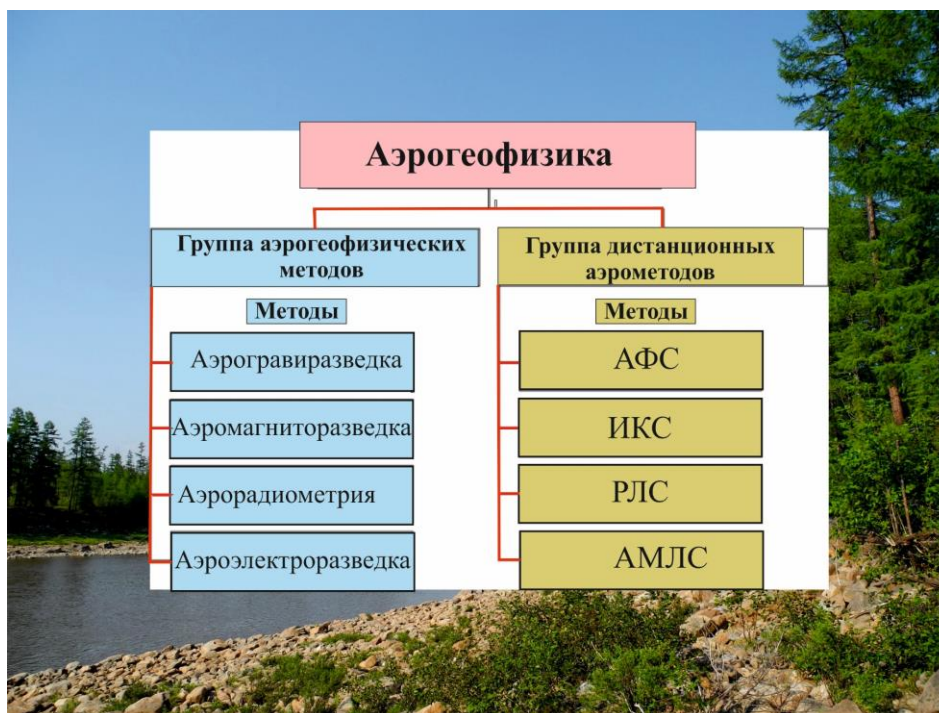 Аэрогеофизика
Группа аэрогеофизических
методов
Методы
Аэрогравиразведка
Аэромагниторазведка
Аэрорадиометрия
Аэроэлектроразведка
Группа дистанционных
аэрометодов
Методы
АФС
ИКС
РЛС
АМЛС